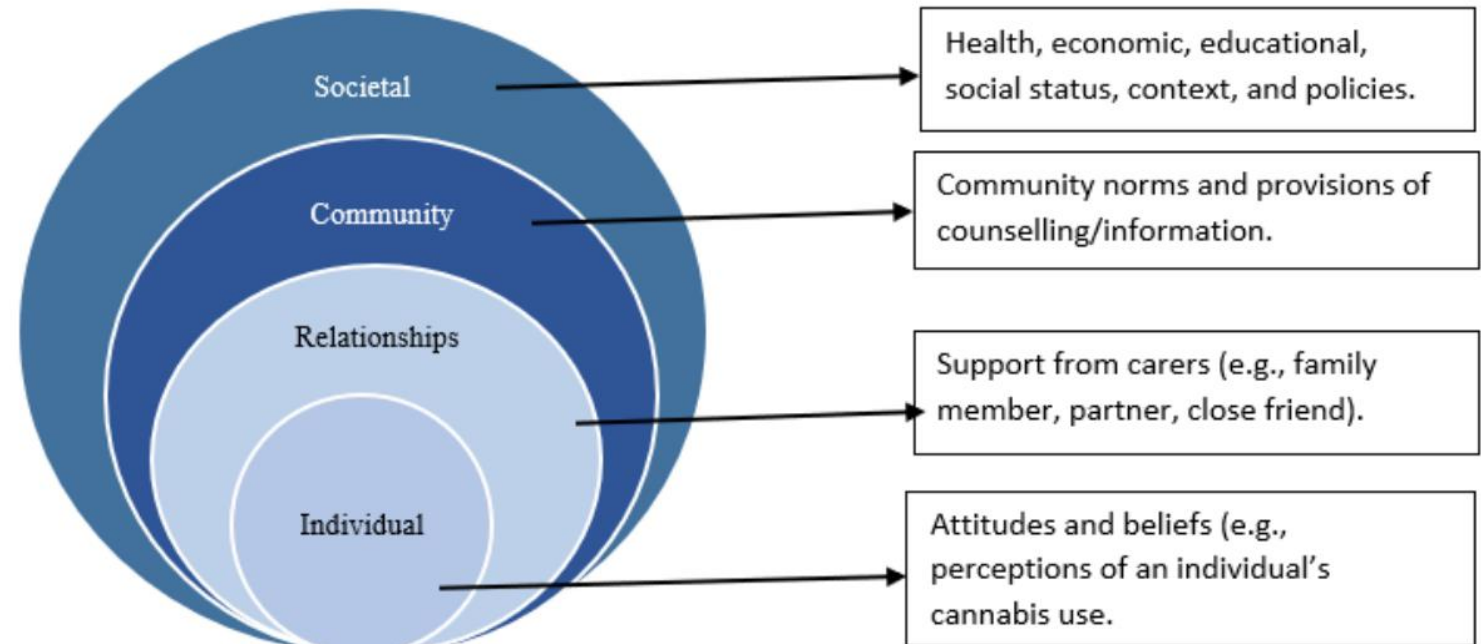 Societal
Health, economic, educational,
social status, context, and policies.
Community
Community norms and provisions of
counselling/information.
Relationships
Support from carers (e.g., family
member, partner, close friend).
Individual
Attitudes and beliefs (e.g.,
perceptions of an individual’s
cannabis use.